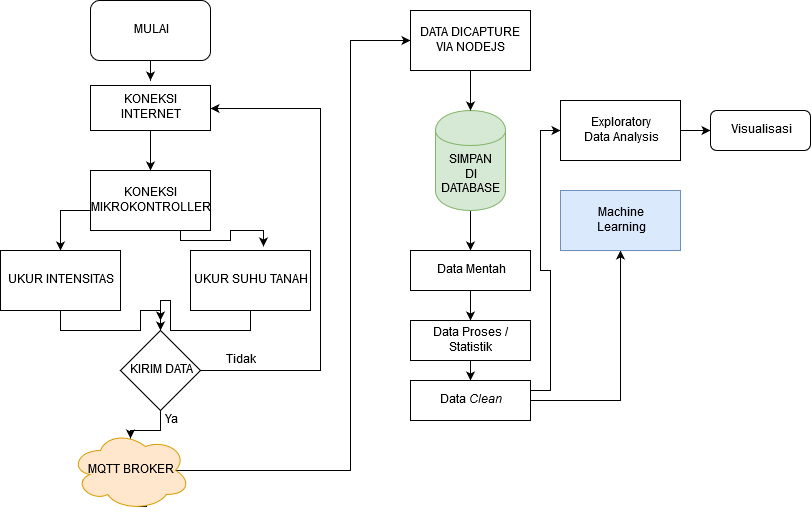 MULAI
KONEKSI
INTERNET
KONEKSI
MIKROKONTROLLER
UKUR INTENSITAS
UKUR SUHU TANAH
KIRIM DATA
Tidak
Ya
MQTT BROKER
DATA DICAPTURE
VIA NODEJS
SIMPAN
DI
DATABASE
Data Mentah
Data Proses /
Statistik
Data Clean
Exploratory
Data Analysis
Visualisasi
Machine
Learning